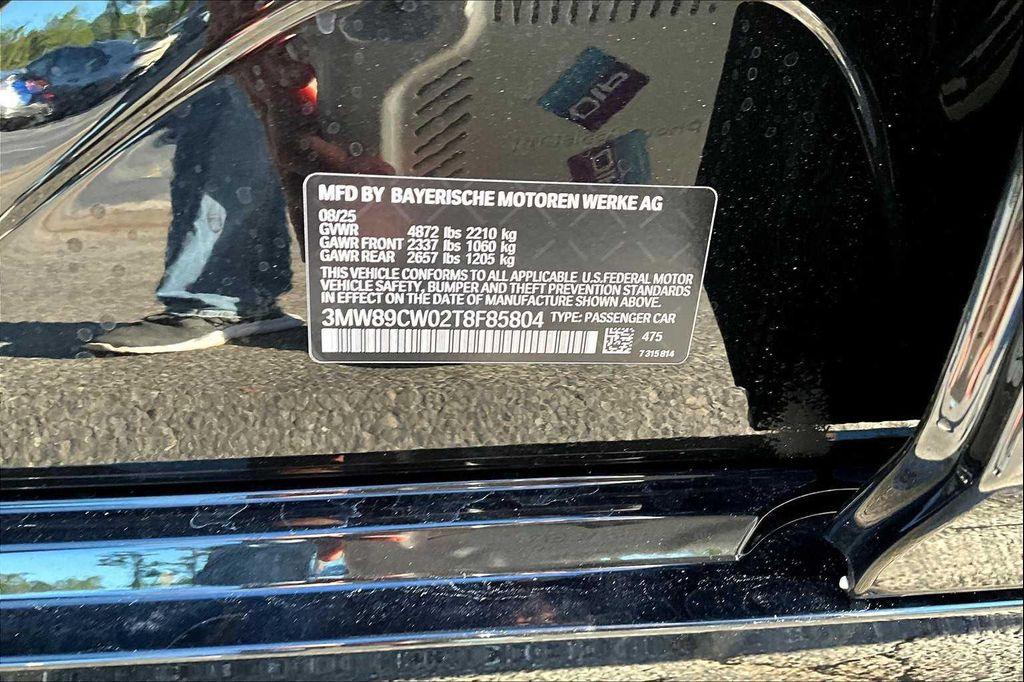 MFD BY BAYERISCHE MOTOREN WERKE AG
08/25
GVWR 4872 lbs 2210 kg
GAWR FRONT 2337 lbs 1060 kg
GAWR REAR 2657 lbs 1205 kg
THIS VEHICLE CONFORMS TO ALL APPLICABLE U.S.FEDERAL MOTOR
VEHICLE SAFETY, BUMPER AND THEFT PREVENTION STANDARDS
IN EFFECT ON THE DATE OF MANUFACTURE SHOWN ABOVE.
3MW89CW02T8F85804 TYPE: PASSENGER CAR
475
7 315 814